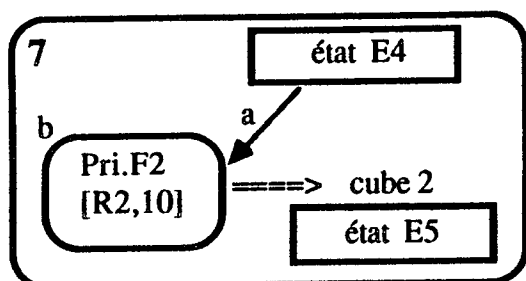 7
état E4
a
b
Pri.F2
[R2,10]
====> cube 2
état E5